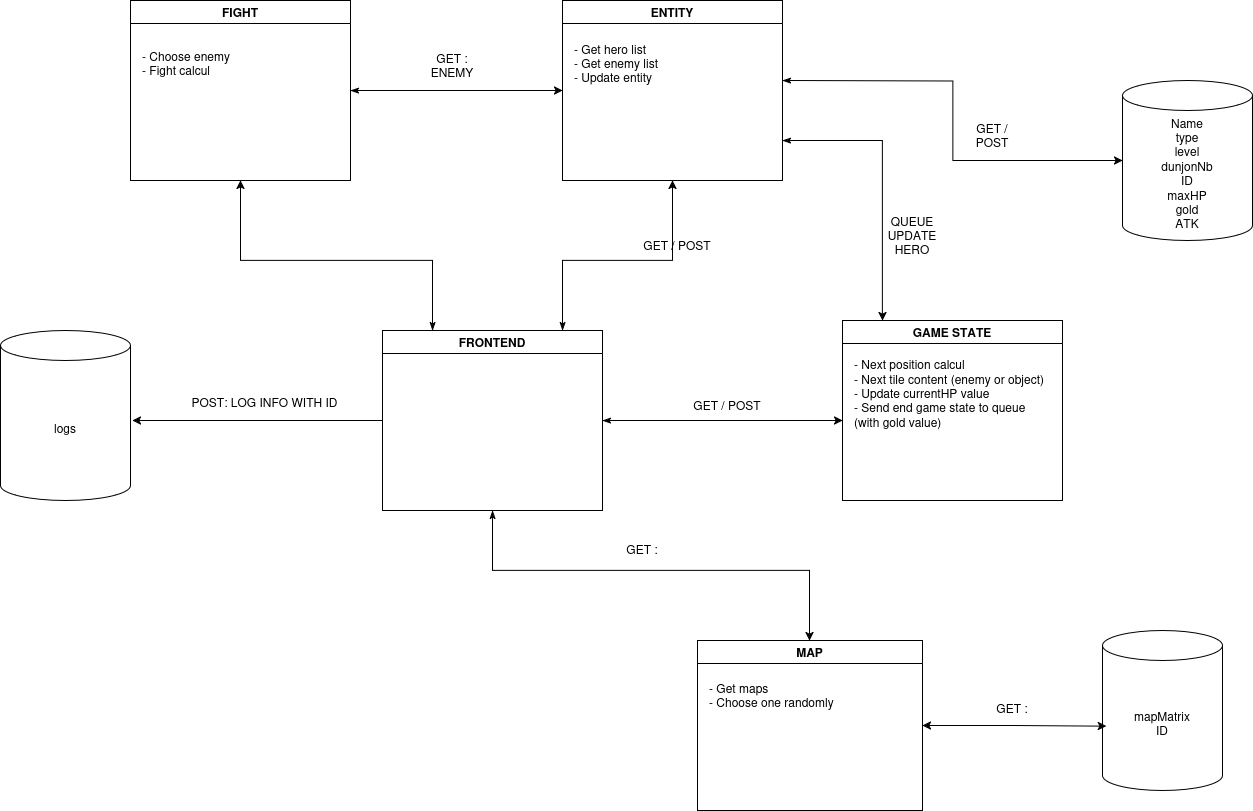 FIGHT
- Choose enemy
- Fight calcul
GET :
ENEMY
ENTITY
- Get hero list
- Get enemy list
- Update entity
GET /
POST
Name
type
level
dunjonNb
ID
maxHP
gold
ATK
QUEUE
UPDATE
HERO
GET / POST
logs
POST: LOG INFO WITH ID
FRONTEND
GET / POST
GAME STATE
- Next position calcul
- Next tile content (enemy or object)
- Update currentHP value
- Send end game state to queue
(with gold value)
GET :
MAP
- Get maps
- Choose one randomly
GET :
mapMatrix
ID